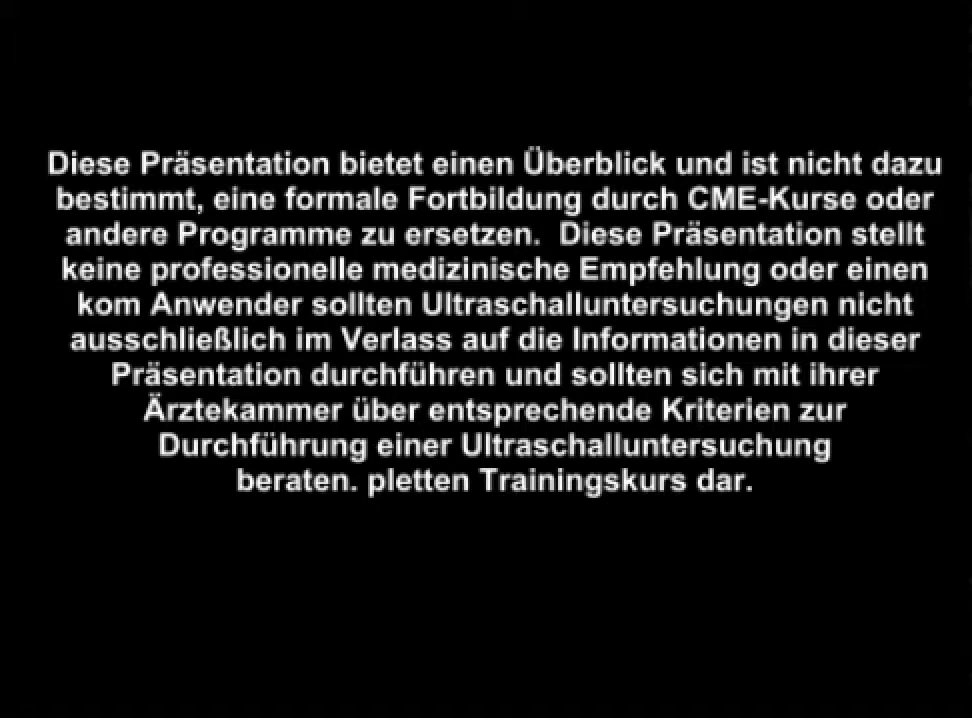 Diese Präsentation bietet einen Überblick und ist nicht dazu
bestimmt, eine formale Fortbildung durch CME-Kurse oder
andere Programme zu ersetzen.  Diese Präsentation stellt
keine professionelle medizinische Empfehlung oder einen
kom Anwender sollten Ultraschalluntersuchungen nicht
ausschließlich im Verlass auf die Informationen in dieser
Präsentation durchführen und sollten sich mit ihrer
Ärztekammer über entsprechende Kriterien zur
Durchführung einer Ultraschalluntersuchung
beraten. pletten Trainingskurs dar.